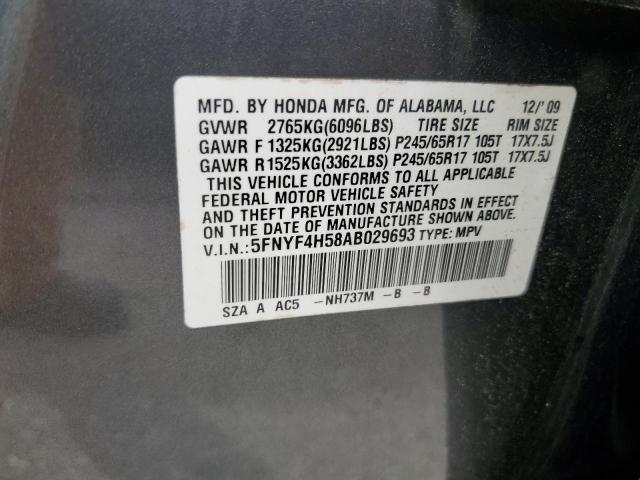 MFD. BY HONDA MFG. OF ALABAMA, LLC 12/'09
GVWR 2765KG(6096LBS) TIRE SIZE RIM SIZE
GAWR F 1325KG(2921LBS) P245/65R17 105T 17X7.5J
GAWR R 1525KG(3362LBS) P245/65R17 105T 17X7.5J
THIS VEHICLE CONFORMS TO ALL APPLICABLE
FEDERAL MOTOR VEHICLE SAFETY
AND THEFT PREVENTION STANDARDS IN EFFECT
ON THE DATE OF MANUFACTURE SHOWN ABOVE.
V.I.N.: 5FNYF4H58AB029693 TYPE: MPV
SZA A AC5 -NH737M -B -B